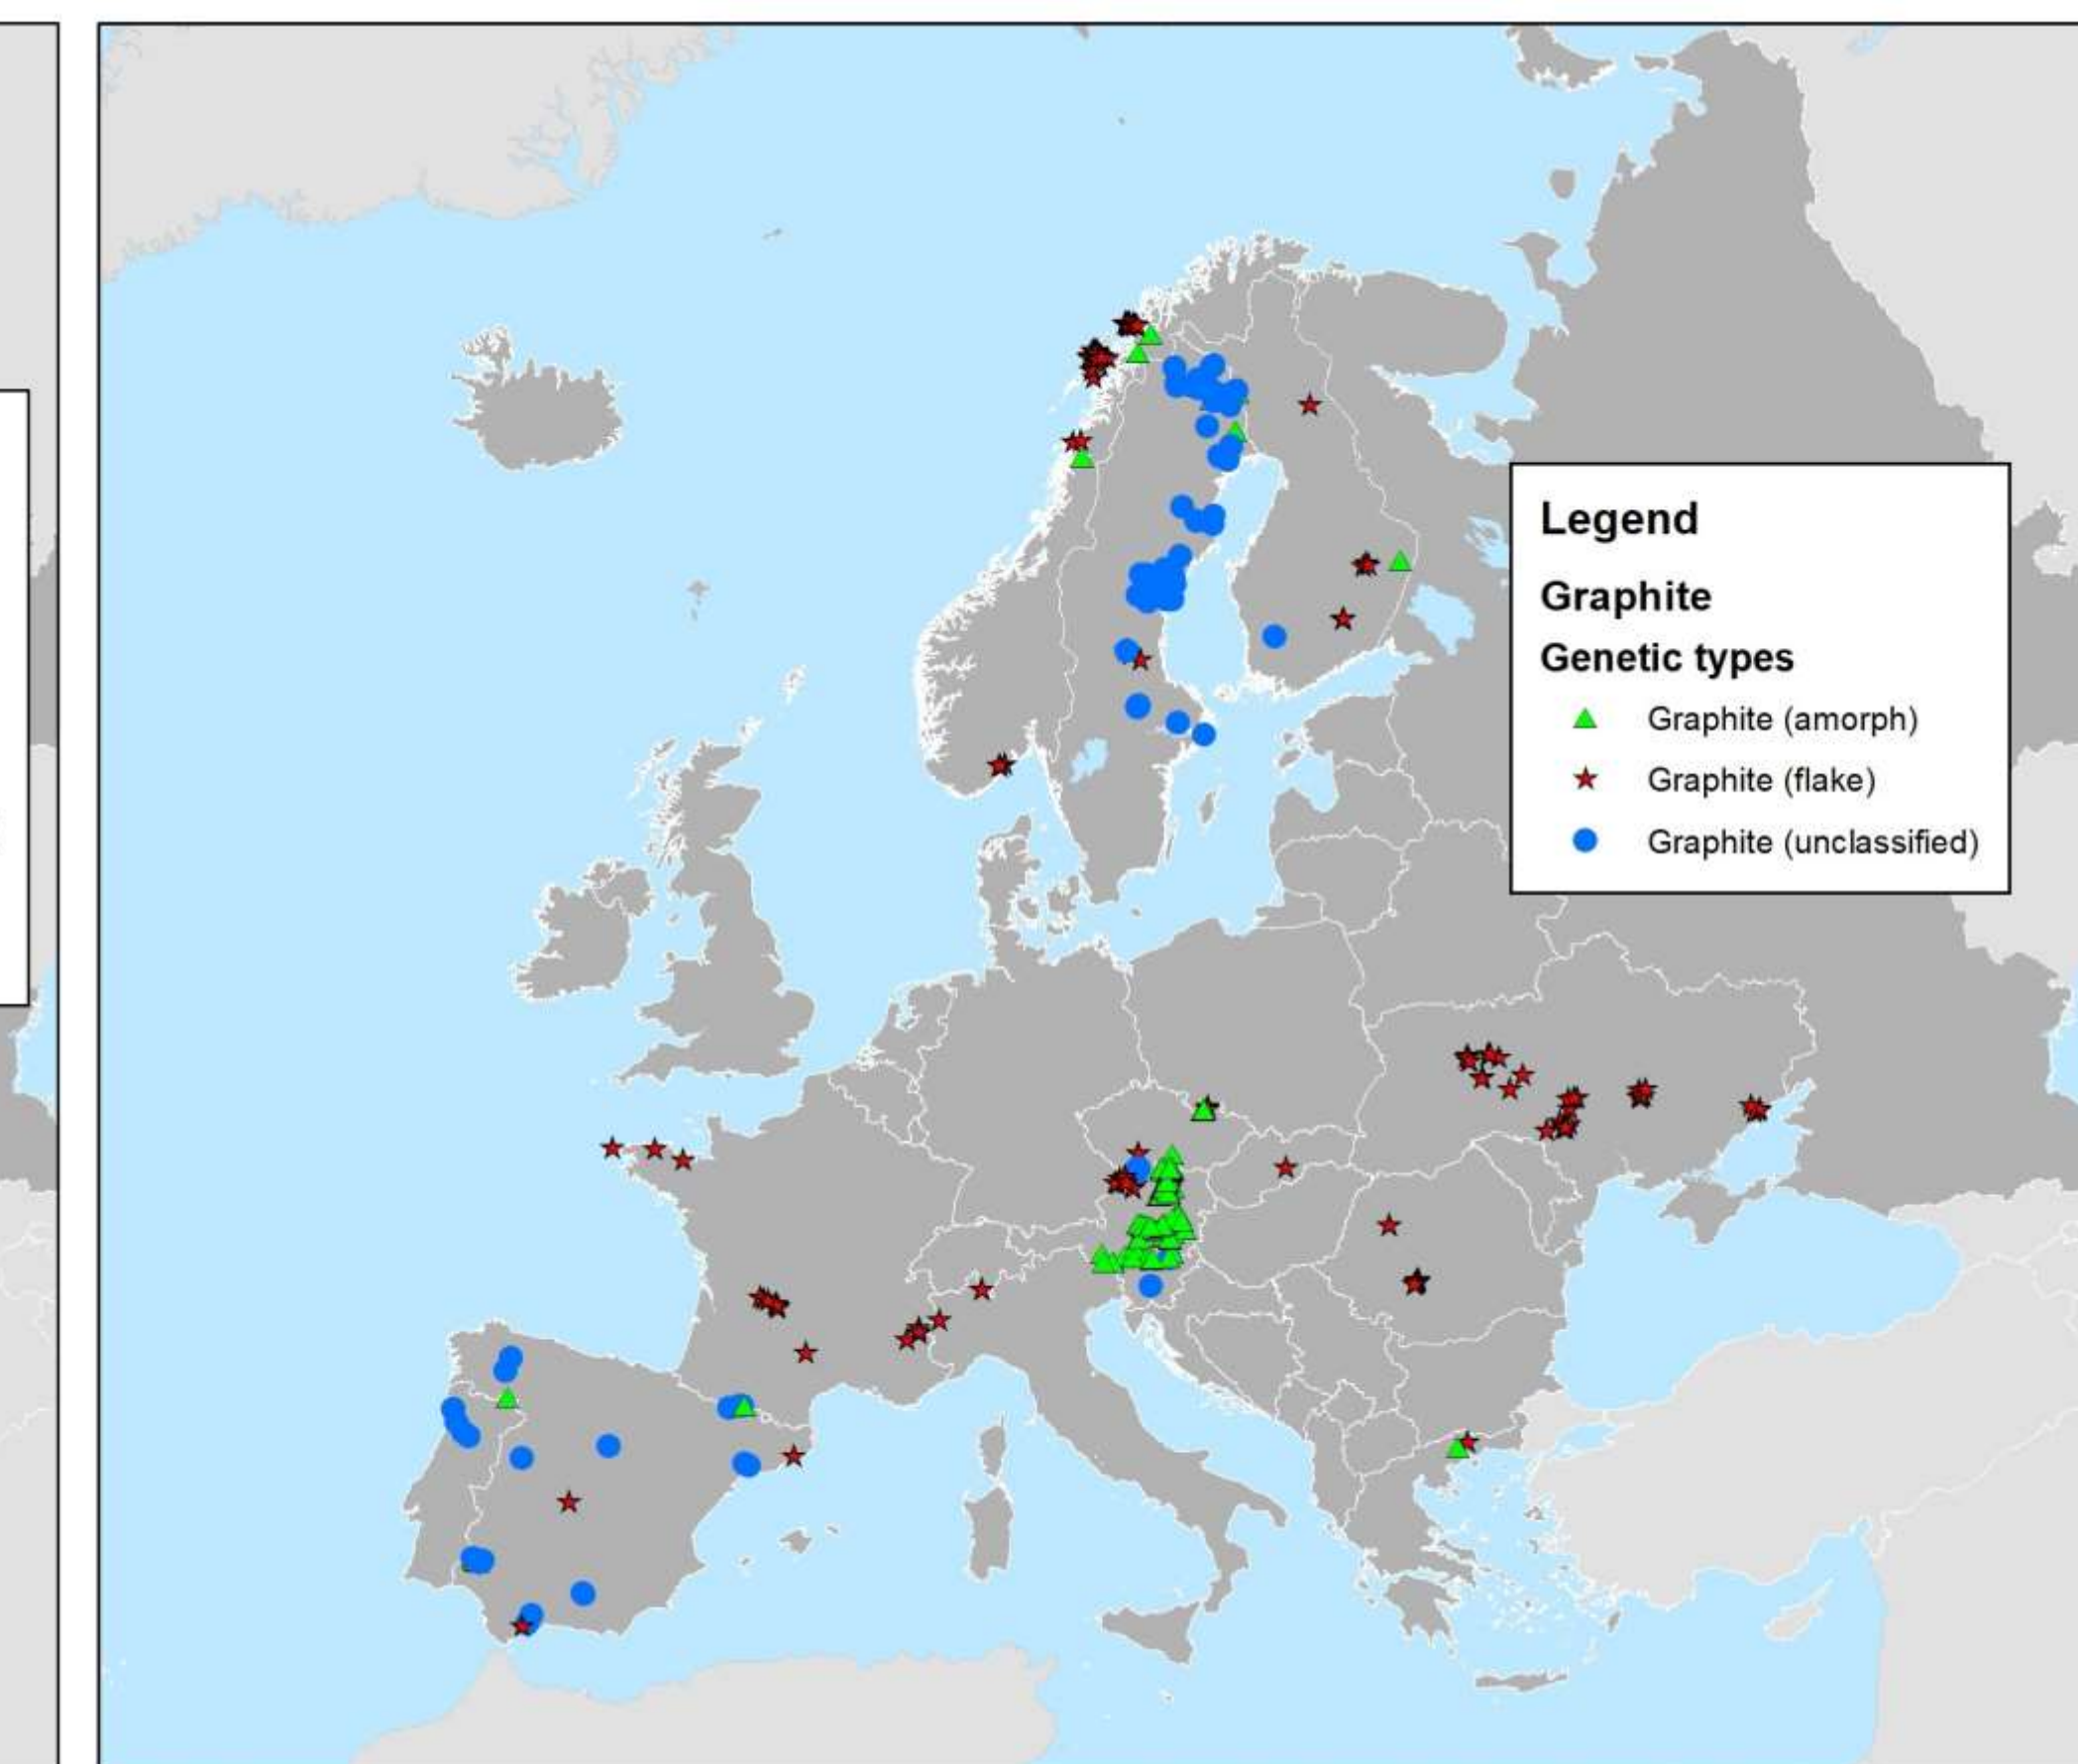 Legend
Graphite
Genetic types
Graphite (amorph)
Graphite (flake)
Graphite (unclassified)